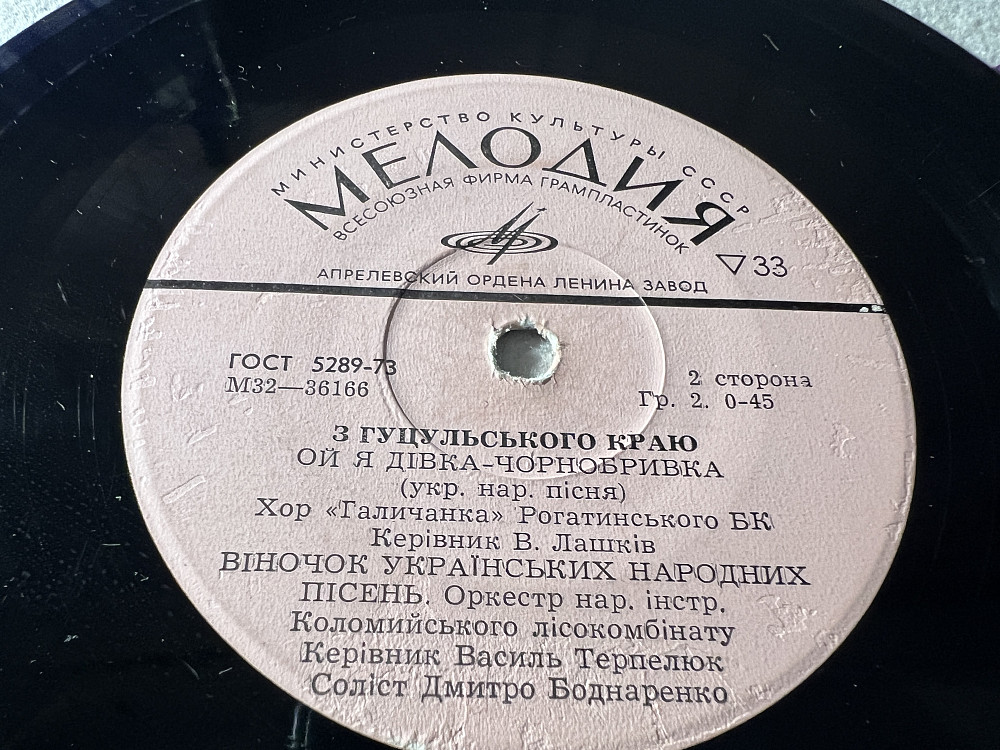 МИНИСТЕРСТВО КУЛЬТУРЫ СССР
МЕЛОДИЯ
ВСЕСОЮЗНАЯ ФИРМА ГРАМПЛАСТИНОК
33
АПРЕЛЕВСКИЙ ОРДЕНА ЛЕНИНА ЗАВОД
ГОСТ 5289-73
М32—36166
2 сторона
Гр. 2. 0-45
З ГУЦУЛЬСЬКОГО КРАЮ
ОЙ Я ДІВКА-ЧОРНОБРИВКА
(укр. нар. пісня)
Хор «Галичанка» Рогатинського БК
Керівник В. Лашків
ВІНОЧОК УКРАЇНСЬКИХ НАРОДНИХ
ПІСЕНЬ. Оркестр нар. інстр.
Коломийського лісокомбінату
Керівник Василь Терпелюк
Соліст Дмитро Боднаренко